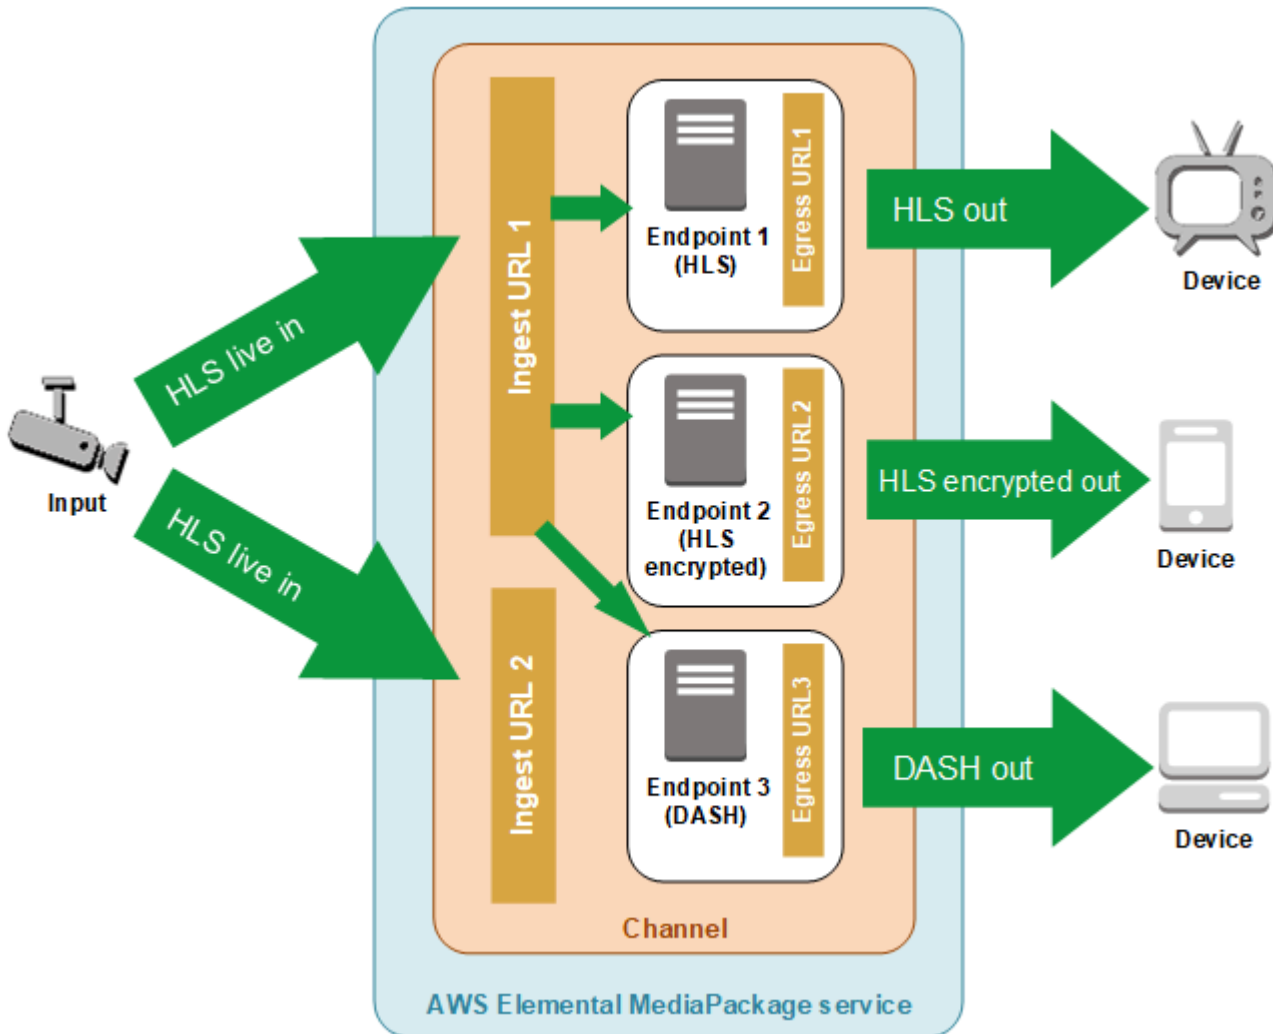 HLS live in
HLS live in
Input
Ingest URL 1
Ingest URL 2
Endpoint 1
(HLS)
Egress URL1
Endpoint 2
(HLS
encrypted)
Egress URL2
Endpoint 3
(DASH)
Egress URL3
HLS out
Device
HLS encrypted out
Device
DASH out
Device
Channel
AWS Elemental MediaPackage service